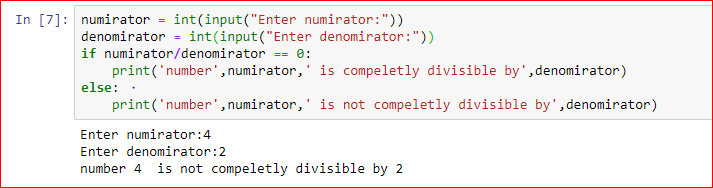 In [7]: numirator = int(input("Enter numirator:"))
denomirator = int(input("Enter denomirator:"))
if numirator/denomirator == 0:
    print('number',numirator,' is compeletly divisible by',denomirator)
else:
    print('number',numirator,' is not compeletly divisible by',denomirator)
Enter numirator:4
Enter denomirator:2
number 4  is not compeletly divisible by 2